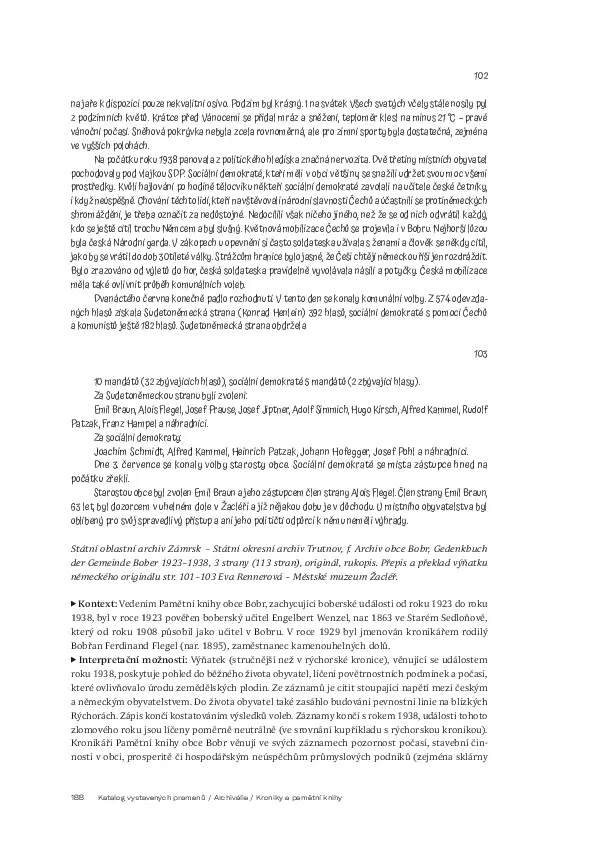 102
na jaře k dispozici pouze nekvalitní osivo. Podzim byl krásný. I na svátek Všech svatých včely stále nosily pyl
z podzimních květů. Krátce před Vánocemi se přidal mráz a sněžení, teploměr klesl na minus 21 °C – pravé
vánoční počasí. Sněhová pokrývka nebyla zcela rovnoměrná, ale pro zimní sporty byla dostatečná, zejména
ve vyšších polohách.
Na počátku roku 1938 panovala z politického hlediska značná nervozita. Dvě třetiny místních obyvatel
pochodovaly pod vlajkou SDP. Sociální demokraté, kteří měli v obci většinu se snažili udržet svou moc všemi
prostředky. Kvůli hajlování po hodině tělocviku někteří sociální demokraté zavolali na učitele české četníky,
i když neúspěšně. Chování těchto lidí, kteří navštěvovali národní slavnosti Čechů a účastnili se protiněmeckých
shromáždění, je třeba označit za nedůstojné. Nedocílili však ničeho jiného, než že se od nich odvrátil každý,
kdo se ještě cítil trochu Němcem a byl slušný. Květnová mobilizace Čechů se projevila i v Bobru. Nejhorší lůzou
byla česká Národní garda. V zákopech u opevnění si často soldateska užívala s ženami a člověk se někdy cítil,
jako by se vrátil do dob 30tileté války. Strážcům hranice bylo jasné, že Češi chtějí německou říši jen rozdráždit.
Bylo zrazováno od výletů do hor, česká soldateska pravidelně vyvolávala násilí a potyčky. Česká mobilizace
měla také ovlivnit průběh komunálních voleb.
Dvanáctého června konečně padlo rozhodnutí. V tento den se konaly komunální volby. Z 574 odevzda-
ných hlasů získala Sudetoněmecká strana (Konrad Henlein) 392 hlasů, sociální demokraté s pomocí Čechů
a komunistů ještě 182 hlasů. Sudetoněmecká strana obdržela
103
10 mandátů (32 zbývajících hlasů), sociální demokraté 5 mandátů (2 zbývající hlasy).
Za Sudetoněmeckou stranu byli zvoleni:
Emil Braun, Alois Flegel, Josef Prause, Josef Jiptner, Adolf Simmich, Hugo Kirsch, Alfred Kammel, Rudolf
Patzak, Franz Hampel a náhradníci.
Za sociální demokraty:
Joachim Schmidt, Alfred Kammel, Heinrich Patzak, Johann Hofegger, Josef Pohl a náhradníci.
Dne 3. července se konaly volby starosty obce. Sociální demokraté se místa zástupce hned na
počátku zřekli.
Starostou obce byl zvolen Emil Braun a jeho zástupcem člen strany Alois Flegel. Člen strany Emil Braun,
63 let, byl dozorcem v uhelném dole v Žacléři a již nějakou dobu je v důchodu. U místního obyvatelstva byl
oblíbený pro svůj spravedlivý přístup a ani jeho političtí odpůrci k němu neměli výhrady.
Státní oblastní archiv Zámrsk – Státní okresní archiv Trutnov, f. Archiv obce Bobr, Gedenkbuch
der Gemeinde Bober 1923–1938, 3 strany (113 stran), originál, rukopis. Přepis a překlad výňatku
německého originálu str. 101–103 Eva Rennerová – Městské muzeum Žacléř.
▶ Kontext: Vedením Pamětní knihy obce Bobr, zachycující boberské události od roku 1923 do roku
1938, byl v roce 1923 pověřen boberský učitel Engelbert Wenzel, nar. 1863 ve Starém Sedloňově,
který od roku 1908 působil jako učitel v Bobru. V roce 1929 byl jmenován kronikářem rodilý
Bobřan Ferdinand Flegel (nar. 1895), zaměstnanec kamenouhelných dolů.
▶ Interpretační možnosti: Výňatek (stručnější než v rýchorské kronice), věnující se událostem
roku 1938, poskytuje pohled do běžného života obyvatel, líčení povětrnostních podmínek a počasí,
které ovlivňovalo úrodu zemědělských plodin. Ze záznamů je cítit stoupající napětí mezi českým
a německým obyvatelstvem. Do života obyvatel také zasáhlo budování pevnostní linie na blízkých
Rýchorách. Zápis končí konstatováním výsledků voleb. Záznamy končí s rokem 1938, události tohoto
zlomového roku jsou líčeny poměrně neutrálně (ve srovnání kupříkladu s rýchorskou kronikou).
Kronikáři Pamětní knihy obce Bobr věnují ve svých záznamech pozornost počasí, stavební čin-
nosti v obci, prosperitě či hospodářským neúspěchům průmyslových podniků (zejména sklárny
188 Katalog vystavených pramenů / Archiválie / Kroniky a pamětní knihy